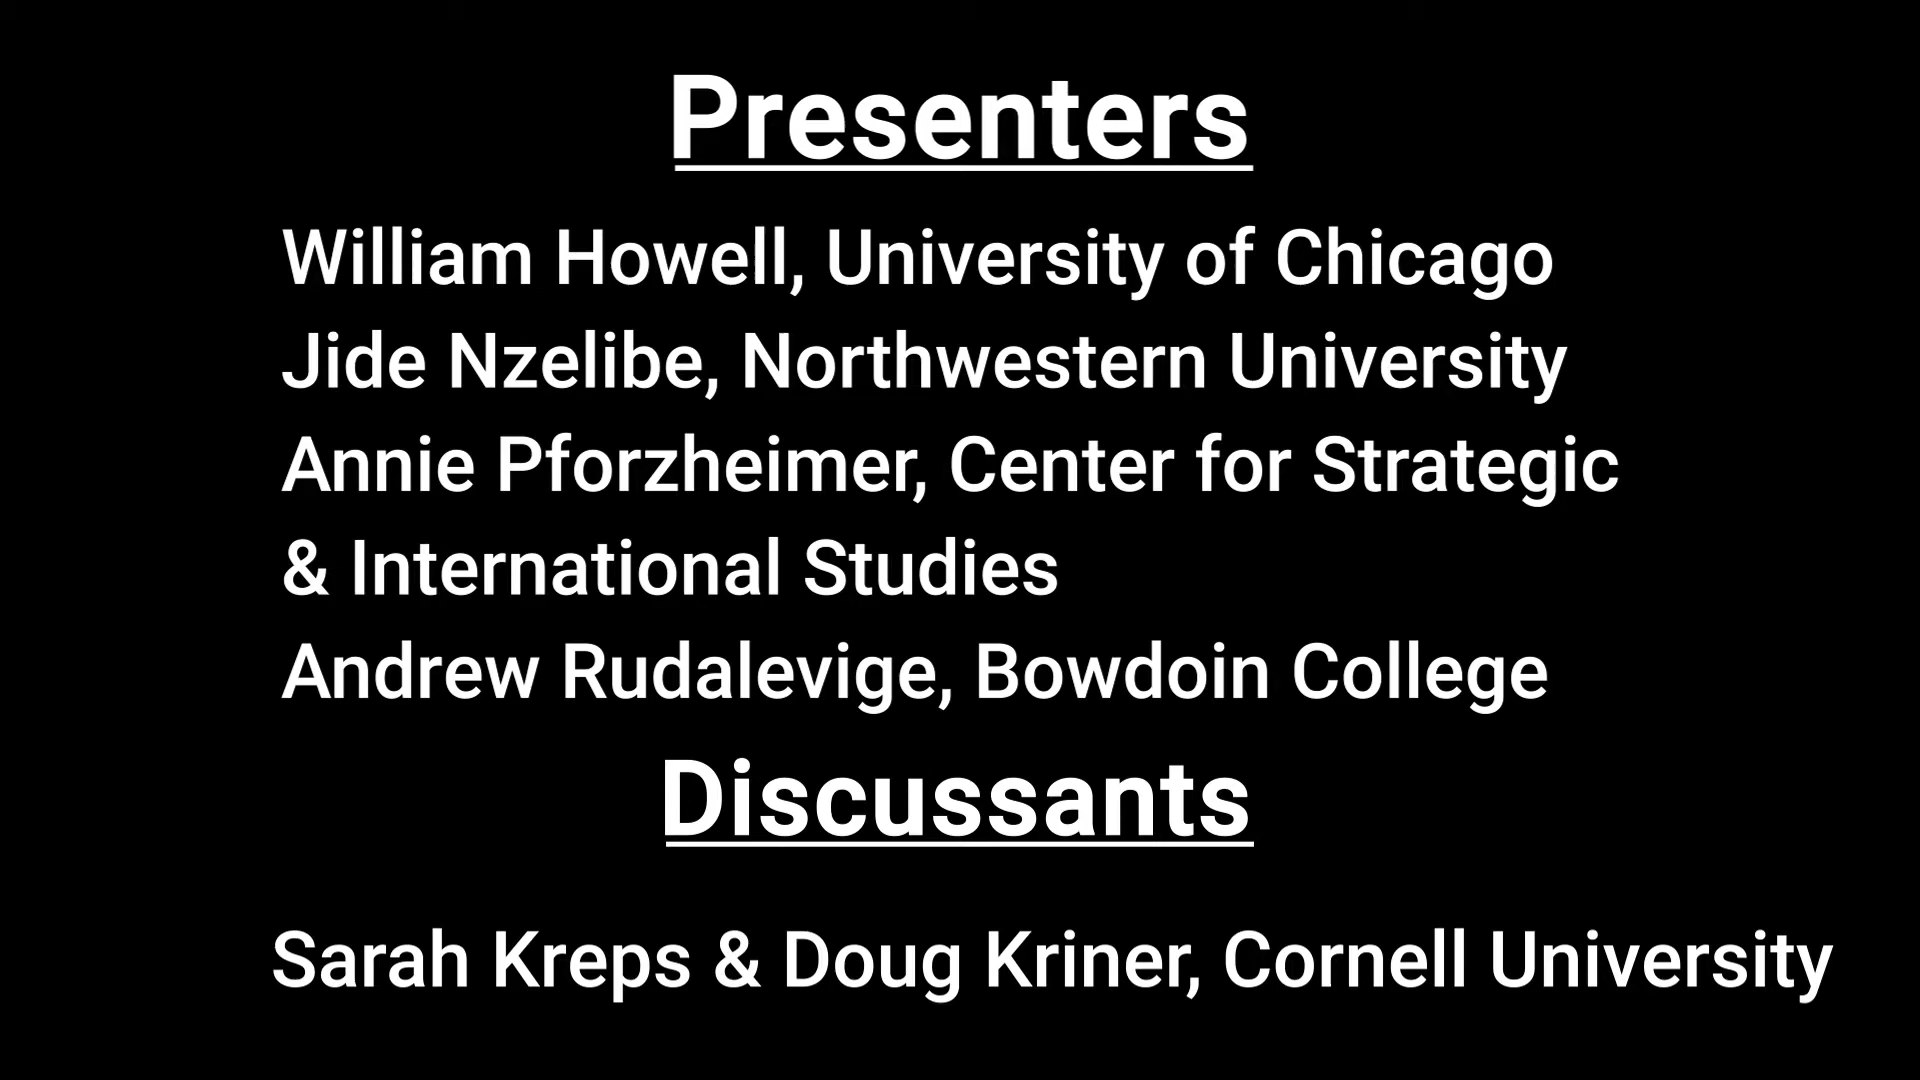 Presenters
William Howell, University of Chicago
Jide Nzelibe, Northwestern University
Annie Pforzheimer, Center for Strategic
& International Studies
Andrew Rudalevige, Bowdoin College
Discussants
Sarah Kreps & Doug Kriner, Cornell University